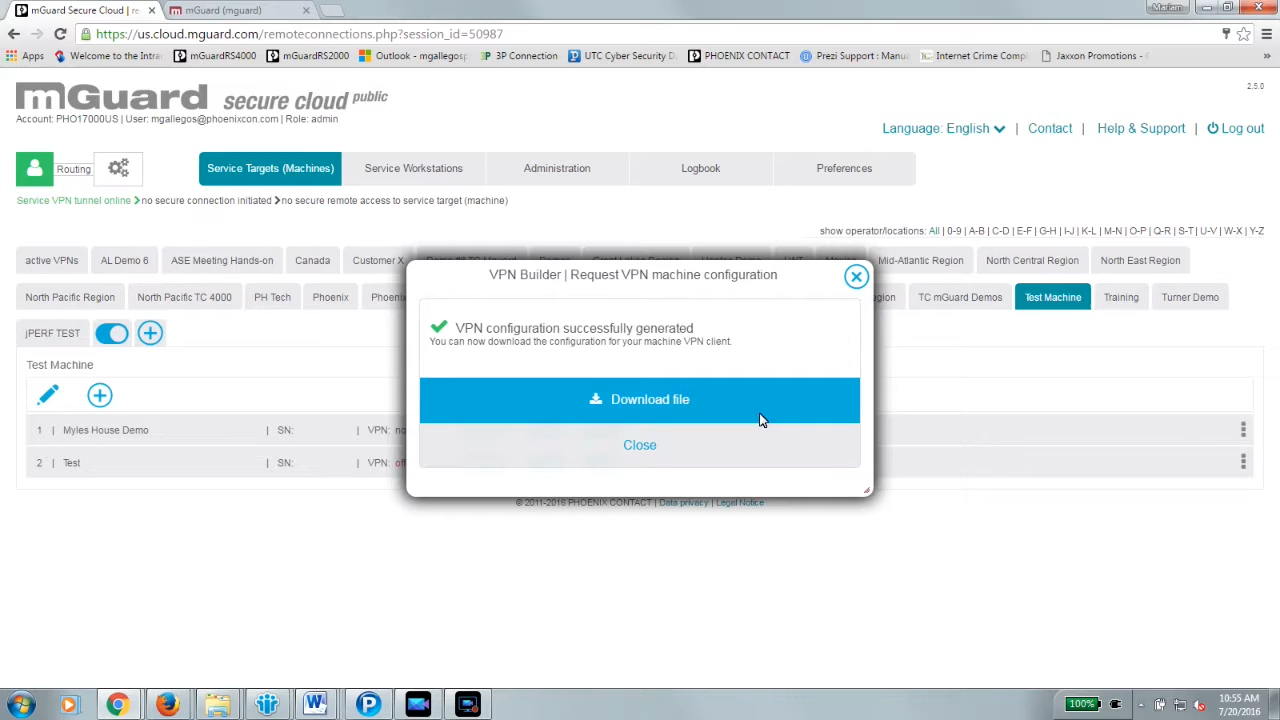 mGuard Secure Cloud | re
mGuard (mguard)
Mariam
https://us.cloud.mguard.com/remoteconnections.php?session_id=50987
Apps
Welcome to the Intra
mGuardRS4000
mGuardRS2000
Outlook - mgallegosp
3P Connection
UTC Cyber Security D
PHOENIX CONTACT
Prezi Support : Manu
Internet Crime Compl
Jaxxon Promotions -
mGuard secure cloud public
2.5.0
Account: PHO17000US | User: mgallegos@phoenixcon.com | Role: admin
Language: English | Contact | Help & Support | Log out
Routing
Service Targets (Machines)
Service Workstations
Administration
Logbook
Preferences
Service VPN tunnel online
no secure connection initiated
no secure remote access to service target (machine)
show operator/locations: All | 0-9 | A-B | C-D | E-F | G-H | I-J | K-L | M-N | O-P | Q-R | S-T | U-V | W-X | Y-Z
active VPNs
AL Demo 6
ASE Meeting Hands-on
Canada
Customer X
Mid-Atlantic Region
North Central Region
North East Region
North Pacific Region
North Pacific TC 4000
PH Tech
Phoenix
Phoeni
egion
TC mGuard Demos
Test Machine
Training
Turner Demo
jPERF TEST
Test Machine
1 | Myles House Demo | SN: | VPN: no
2 | Test | SN: | VPN: off
VPN Builder | Request VPN machine configuration
VPN configuration successfully generated
You can now download the configuration for your machine VPN client.
Download file
Close
© 2011-2016 PHOENIX CONTACT | Data privacy | Legal Notice
100%
10:55 AM
7/20/2016